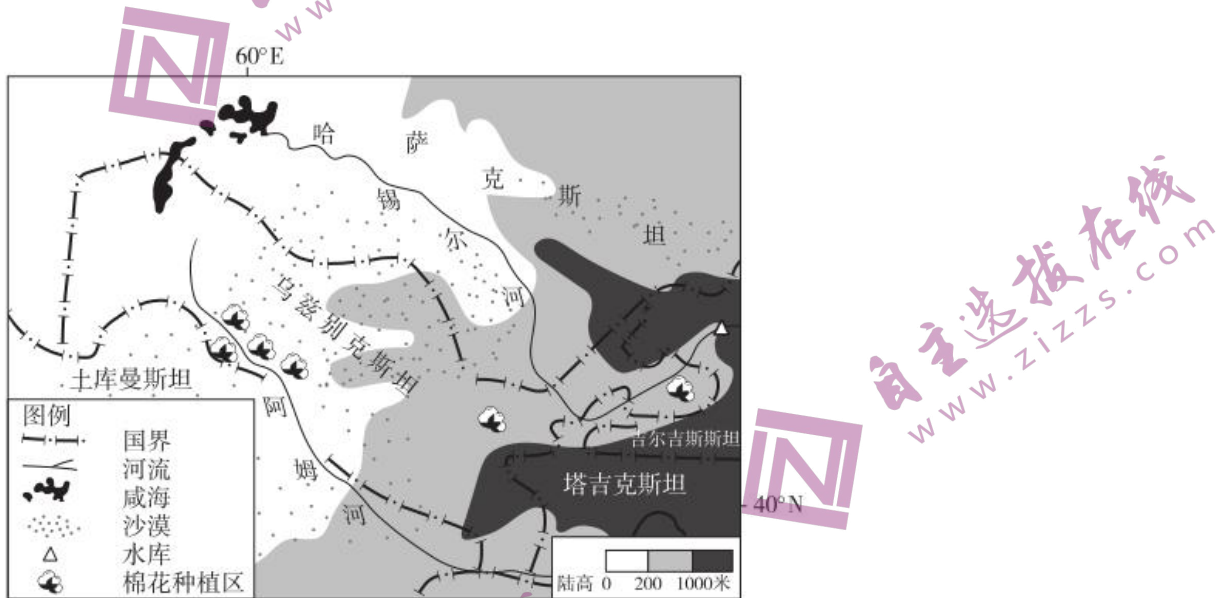 60°E
哈萨克斯坦
锡尔河
乌兹别克斯坦
土库曼斯坦
阿姆河
吉尔吉斯斯坦
塔吉克斯坦
40°N
图例
国界
河流
咸海
沙漠
水库
棉花种植区
陆高 0 200 1000米
自主选拔在线
www.zizzs.com